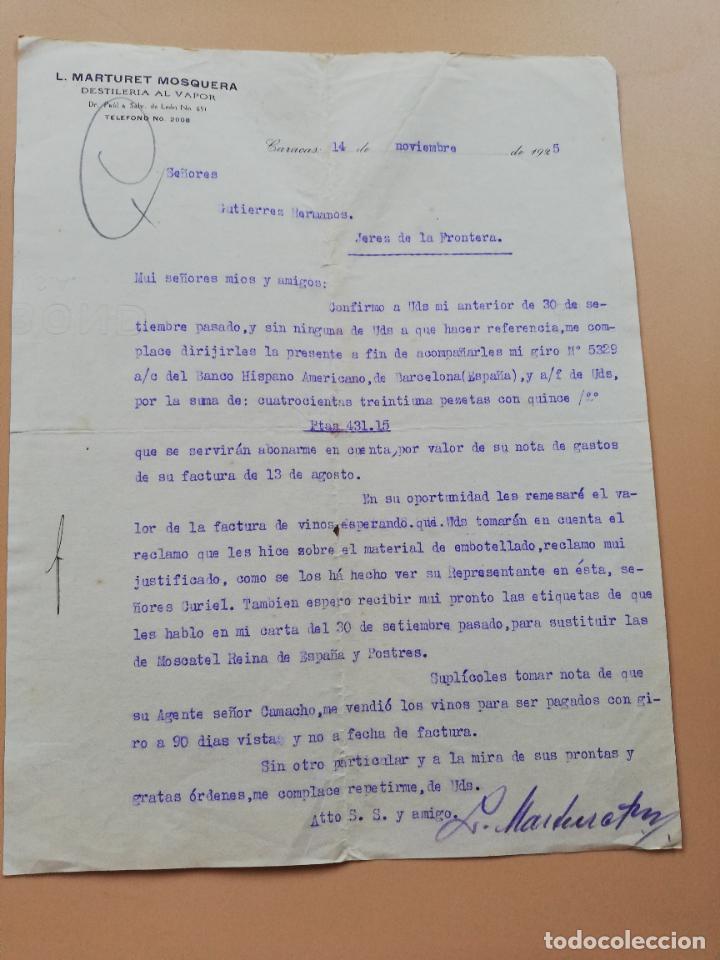 L. MARTURET MOSQUERA
DESTILERIA AL VAPOR
Dr. Paúl a Salv. de León No. 451
TELEFONO NO. 2008
Caracas 14 de noviembre de 1925
Señores
Gutierrez Hermanos.
Jerez de la Frontera.
Mui señores mios y amigos:
Confirmo a Uds mi anterior de 30 de se-
tiembre pasado,y sin ninguna de Uds a que hacer referencia,me com-
place dirijirles la presente a fin de acompañarles mi giro Nº 5329
a/c del Banco Hispano Americano,de Barcelona(España),y a/f de Uds,
por la suma de: cuatrocientas treintiuna pezetas con quince
Ptas 431.15
que se servirán abonarme en cuenta,por valor de su nota de gastos
de su factura de 13 de agosto.
En su oportunidad les remesaré el va-
lor de la factura de vinos,esperando.que.Uds tomarán en cuenta el
reclamo que les hice sobre el material de embotellado,reclamo mui
justificado, como se los há hecho ver su Representante en ésta, se-
ñores Curiel. Tambien espero recibir mui pronto las etiquetas de que
les hablo en mi carta del 30 de setiembre pasado,para sustituir las
de Moscatel Reina de España y Postres.
Suplícoles tomar nota de que
su Agente señor Camacho,me vendió los vinos para ser pagados con gi-
ro a 90 dias vista y no a fecha de factura.
Sin otro particular y a la mira de sus prontas y
gratas órdenes,me complace repetirme,de Uds.
Atto S. S. y amigo.
L. Marturet M
todocoleccion